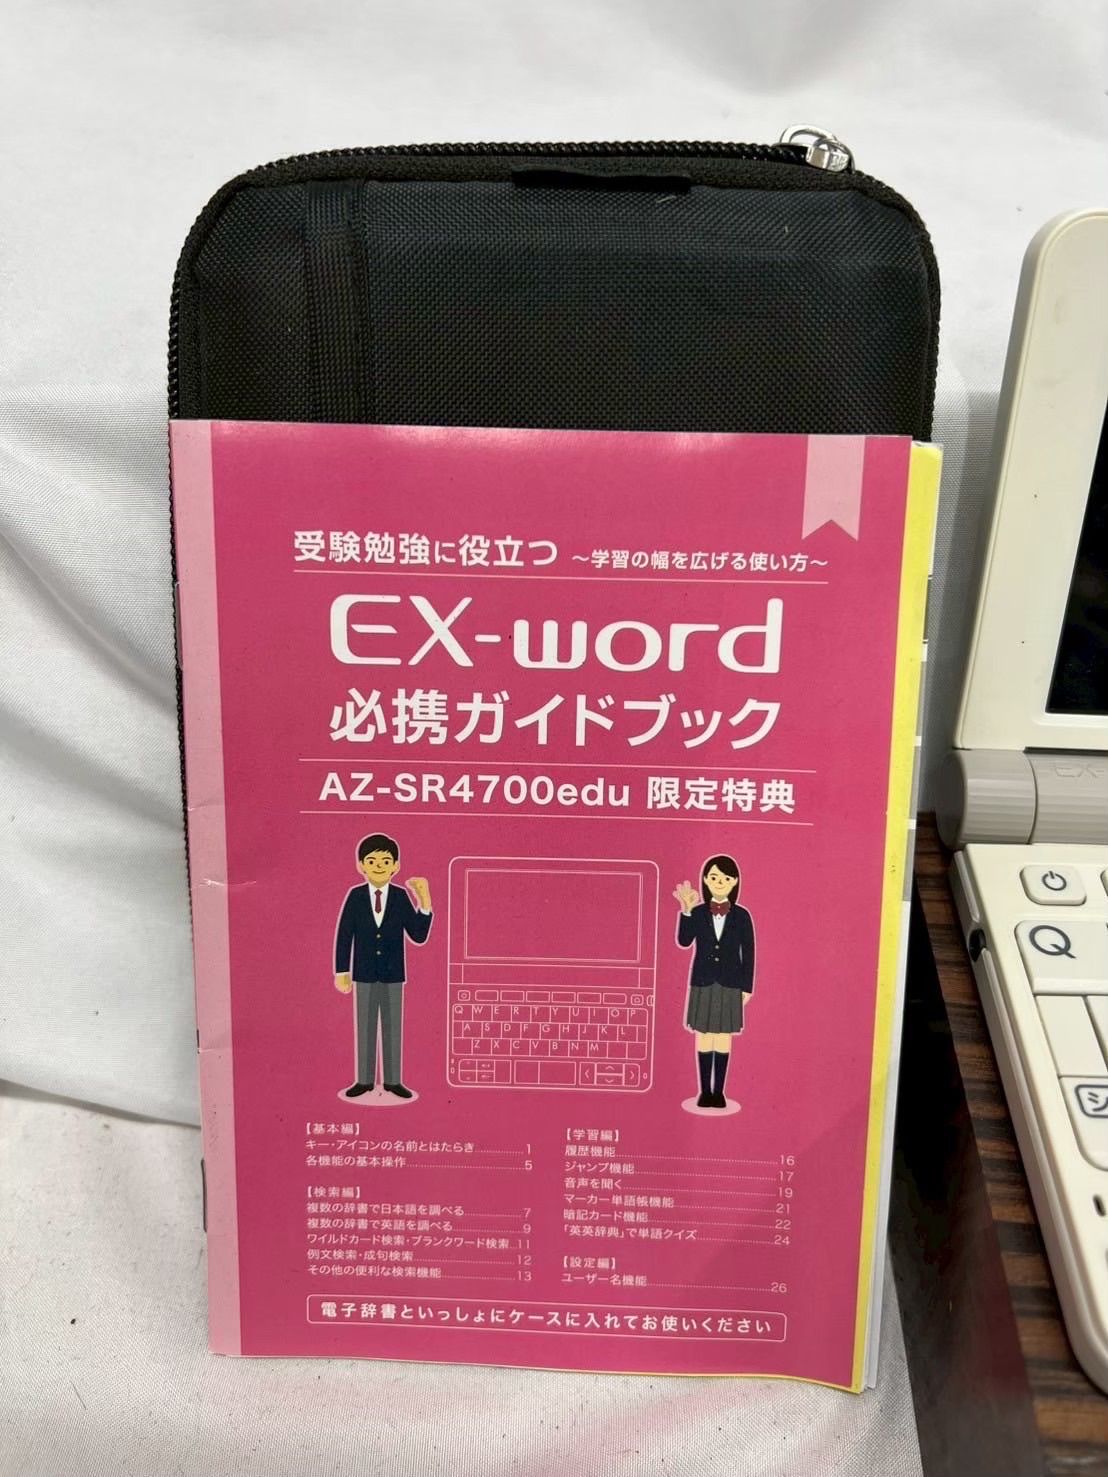 受験勉強に役立つ ～学習の幅を広げる使い方～
EX-word
必携ガイドブック
AZ-SR4700edu 限定特典
Q W E R T Y U I O P
A S D F G H J K L
Z X C V B N M
【基本編】
キー・アイコンの名前とはたらき 1
各機能の基本操作 5
【検索編】
複数の辞書で日本語を調べる 7
複数の辞書で英語を調べる 9
ワイルドカード検索・ブランクワード検索 11
例文検索・成句検索 12
その他の便利な検索機能 13
【学習編】
履歴機能 16
ジャンプ機能 17
音声を聞く 19
マーカー単語帳機能 21
暗記カード機能 22
「英英辞典」で単語クイズ 24
【設定編】
ユーザー名機能 26
電子辞書といっしょにケースに入れてお使いください
EX-
Q
シ